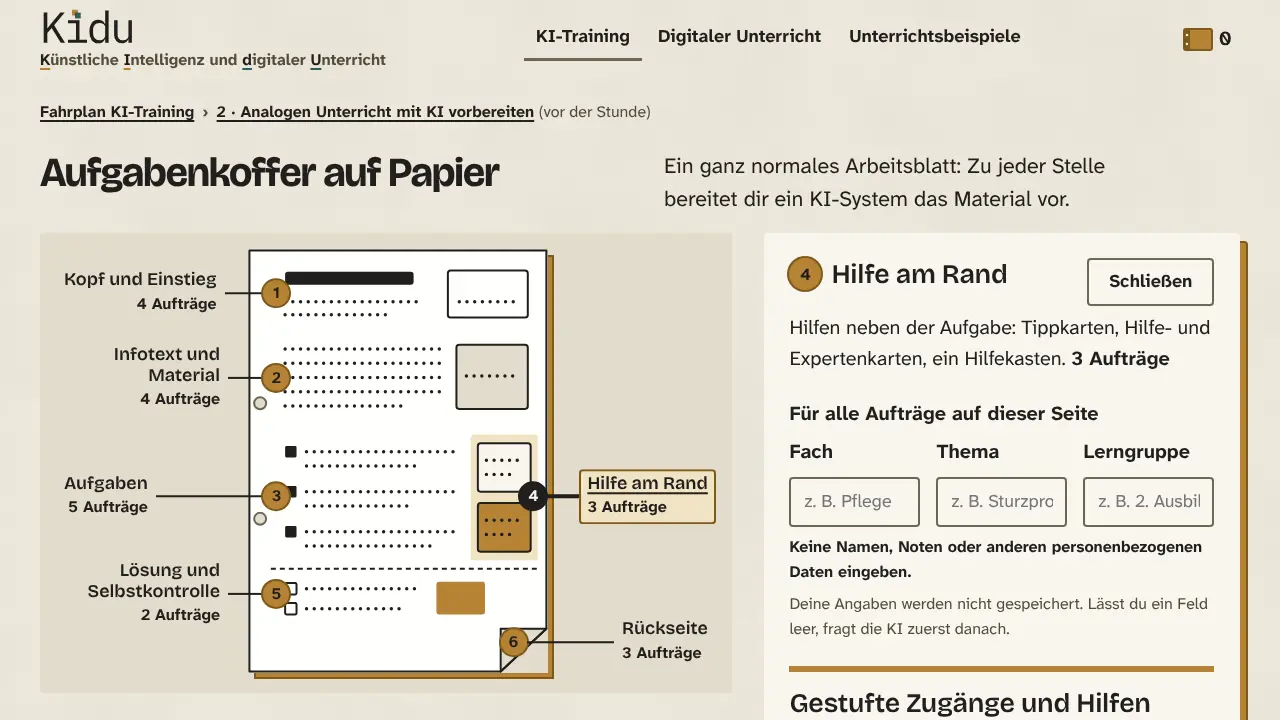 Kidu
Künstliche Intelligenz und digitaler Unterricht
KI-Training
Digitaler Unterricht
Unterrichtsbeispiele
0
Fahrplan KI-Training › 2 · Analogen Unterricht mit KI vorbereiten (vor der Stunde)
Aufgabenkoffer auf Papier
Ein ganz normales Arbeitsblatt: Zu jeder Stelle
bereitet dir ein KI-System das Material vor.
Kopf und Einstieg
4 Aufträge
1
Infotext und
Material
4 Aufträge
2
Aufgaben
5 Aufträge
3
4
Hilfe am Rand
3 Aufträge
Lösung und
Selbstkontrolle
2 Aufträge
5
6
Rückseite
3 Aufträge
4
Hilfe am Rand
Schließen
Hilfen neben der Aufgabe: Tippkarten, Hilfe- und
Expertenkarten, ein Hilfekasten. 3 Aufträge
Für alle Aufträge auf dieser Seite
Fach
Thema
Lerngruppe
z. B. Pflege
z. B. Sturzpro
z. B. 2. Ausbil
Keine Namen, Noten oder anderen personenbezogenen
Daten eingeben.
Deine Angaben werden nicht gespeichert. Lässt du ein Feld
leer, fragt die KI zuerst danach.
Gestufte Zugänge und Hilfen